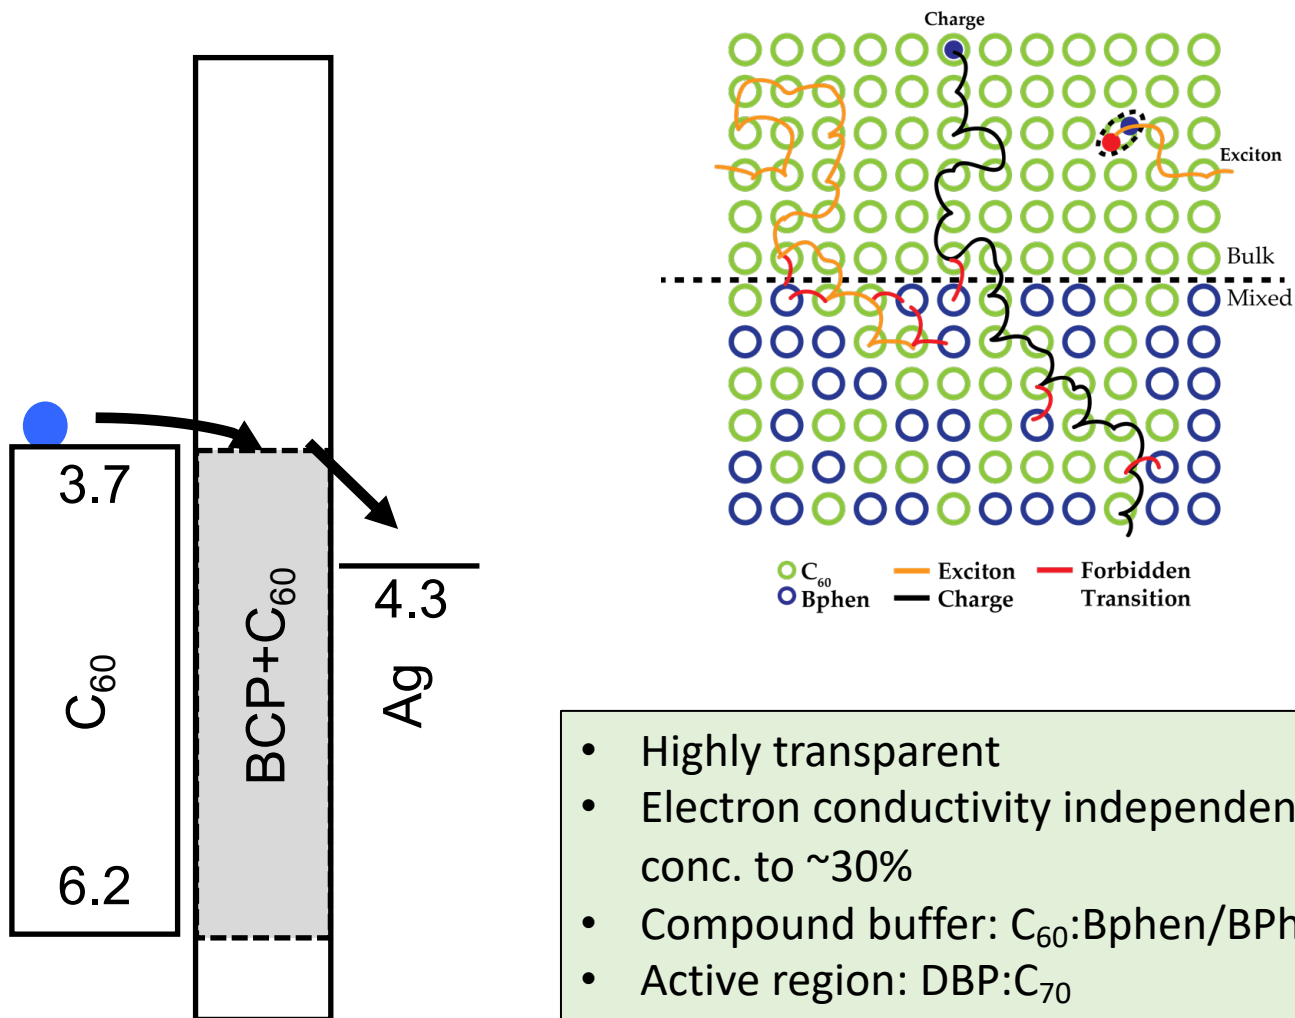 3.7
C60
6.2
BCP+C60
4.3
Ag
Charge
Exciton
Bulk
Mixed
C60
Exciton
Forbidden
Bphen
Charge
Transition
• Highly transparent
• Electron conductivity independen
conc. to ~30%
• Compound buffer: C60:Bphen/BPh
• Active region: DBP:C70